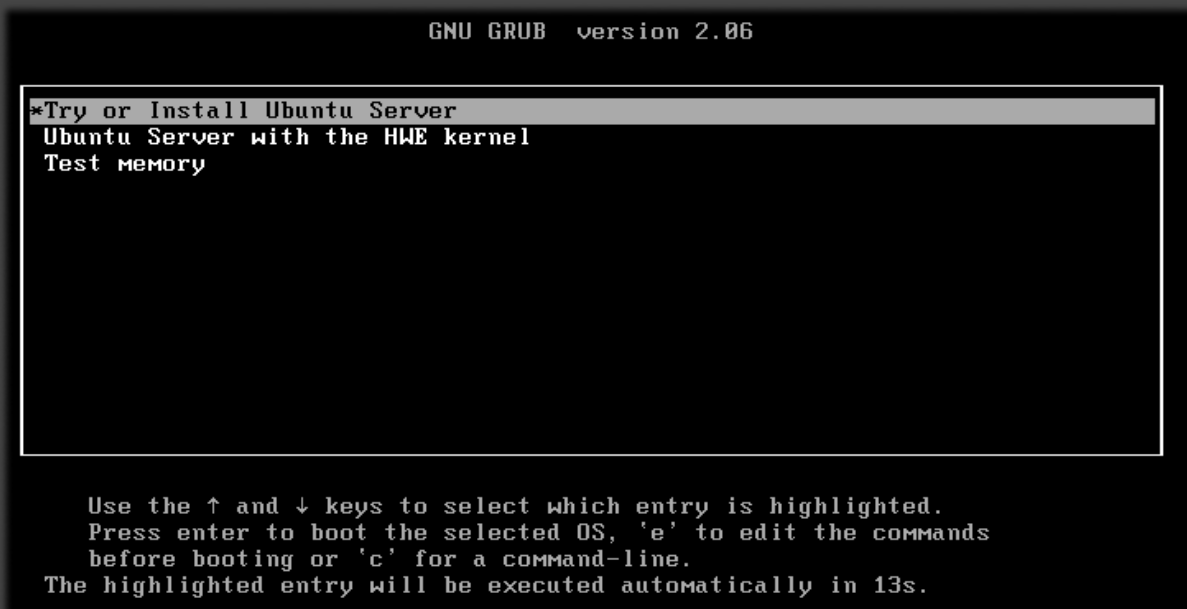 GNU GRUB  version 2.06
*Try or Install Ubuntu Server
Ubuntu Server with the HWE kernel
Test memory
Use the ↑ and ↓ keys to select which entry is highlighted.
Press enter to boot the selected OS, `e' to edit the commands
before booting or `c' for a command-line.
The highlighted entry will be executed automatically in 13s.